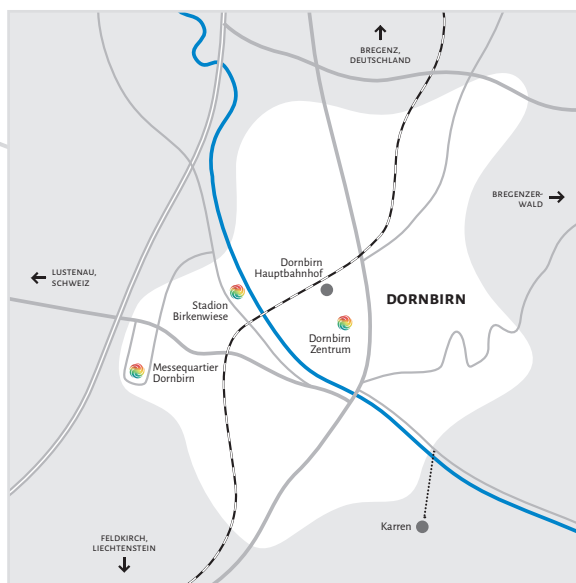 BREGENZ,
DEUTSCHLAND
BREGENZER-
WALD
LUSTENAU,
SCHWEIZ
Dornbirn
Hauptbahnhof
DORNBIRN
Stadion
Birkenwiese
Dornbirn
Zentrum
Messequartier
Dornbirn
Karren
FELDKIRCH,
LIECHTENSTEIN